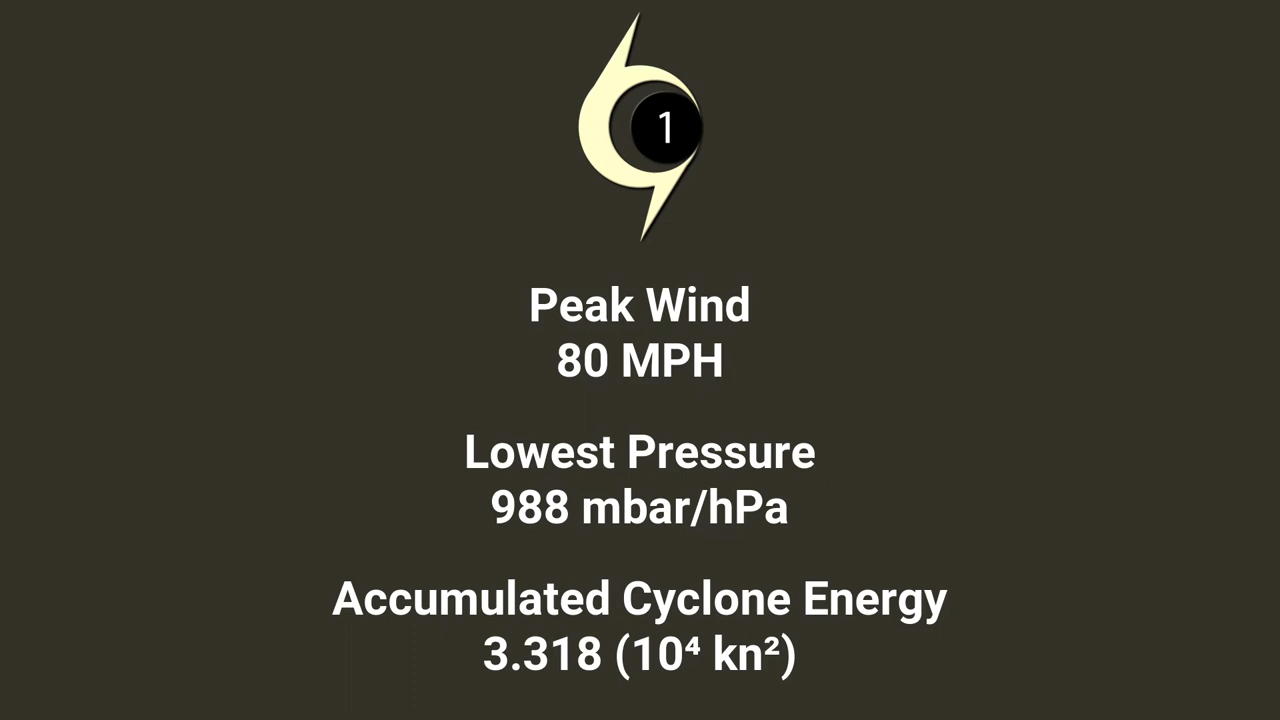 1
Peak Wind
80 MPH
Lowest Pressure
988 mbar/hPa
Accumulated Cyclone Energy
3.318 (10⁴ kn²)